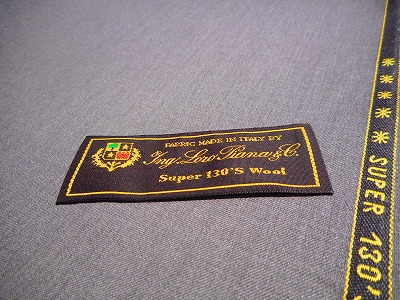 FABRIC MADE IN ITALY BY
Ing. Loro Piana & C.
Super 130'S Wool
***** SUPER 130'S